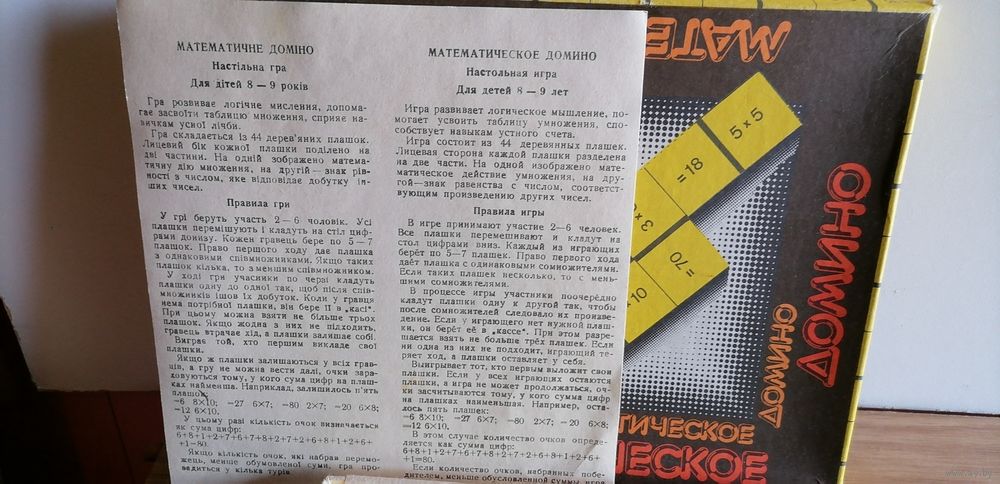 МАТЕМАТИЧНЕ ДОМІНО
Настільна гра
Для дітей 8 — 9 років
Гра розвиває логічне мислення, допома-
гає засвоїти таблицю множення, сприяє на-
вичкам усної лічби.
Гра складається із 44 дерев'яних плашок.
Лицевий бік кожної плашки поділено на
дві частини. На одній зображено матема-
тичну дію множення, на другій — знак рів-
ності з числом, яке відповідає добутку ін-
ших чисел.
Правила гри
У грі беруть участь 2—6 чоловік. Усі
плашки перемішують і кладуть на стіл циф-
рами донизу. Кожен гравець бере по 5—7
плашок. Право першого ходу дає плашка
з однаковими співмножниками. Якщо таких
плашок кілька, то з меншим співмножником.
У ході гри учасники по черзі кладуть
плашки одну до одної так, щоб після спів-
множників ішов їх добуток. Коли у гравця
нема потрібної плашки, він бере її в „касі".
При цьому можна взяти не більше трьох
плашок. Якщо жодна з них не підходить,
гравець втрачає хід, а плашки залишає собі.
Виграє той, хто першим викладе свої
плашки.
Якщо ж плашки залишаються у всіх грав-
ців, а гру не можна вести далі, очки зара-
ховуються тому, у кого сума цифр на плаш-
ках найменша. Наприклад, залишилось п'ять
плашок:
=6 8×10; =27 6×7; =80 2×7; =20 6×8;
=12 6×10.
У цьому разі кількість очок визначається
як сума цифр:
6+8+1+2+7+6+7+8+2+7+2+6+8+1+2+6+
+1=80.
Якщо кількість очок, які набрав перемо-
жець, менше обумовленої суми, гра про-
вадиться у кілька турів.
МАТЕМАТИЧЕСКОЕ ДОМИНО
Настольная игра
Для детей 8 — 9 лет
Игра развивает логическое мышление, по-
могает усвоить таблицу умножения, спо-
собствует навыкам устного счета.
Игра состоит из 44 деревянных плашек.
Лицевая сторона каждой плашки разделена
на две части. На одной изображено мате-
матическое действие умножения, на дру-
гой—знак равенства с числом, соответст-
вующим произведению других чисел.
Правила игры
В игре принимают участие 2—6 человек.
Все плашки перемешивают и кладут на
стол цифрами вниз. Каждый из играющих
берёт по 5—7 плашек. Право первого хода
даёт плашка с одинаковыми сомножителями.
Если таких плашек несколько, то с мень-
шими сомножителями.
В процессе игры участники поочерёдно
кладут плашки одну к другой так, чтобы
после сомножителей следовало их произве-
дение. Если у играющего нет нужной плаш-
ки, он берёт её в „кассе". При этом разре-
шается взять не больше трёх плашек. Если
ни одна из них не подходит, играющий те-
ряет ход, а плашки оставляет у себя.
Выигрывает тот, кто первым выложит свои
плашки. Если у всех играющих остаются
плашки, а игра не может продолжаться, оч-
ки засчитываются тому, у кого сумма цифр
на плашках наименьшая. Например, оста-
лось пять плашек:
=6 8×10; =27 6×7; =80 2×7; =20 6×8;
=12 6×10.
В этом случае количество очков опреде-
ляется как сумма цифр:
6+8+1+2+7+6+7+8+2+7+2+6+8+1+2+6+
+1=80.
Если количество очков, набранных побе-
дителем, меньше обусловленной суммы, игра
МАТЕ
5×5
=18
=70
ДОМИНО
ДОМИНО
ТИЧЕСКОЕ
ЧЕСКОЕ